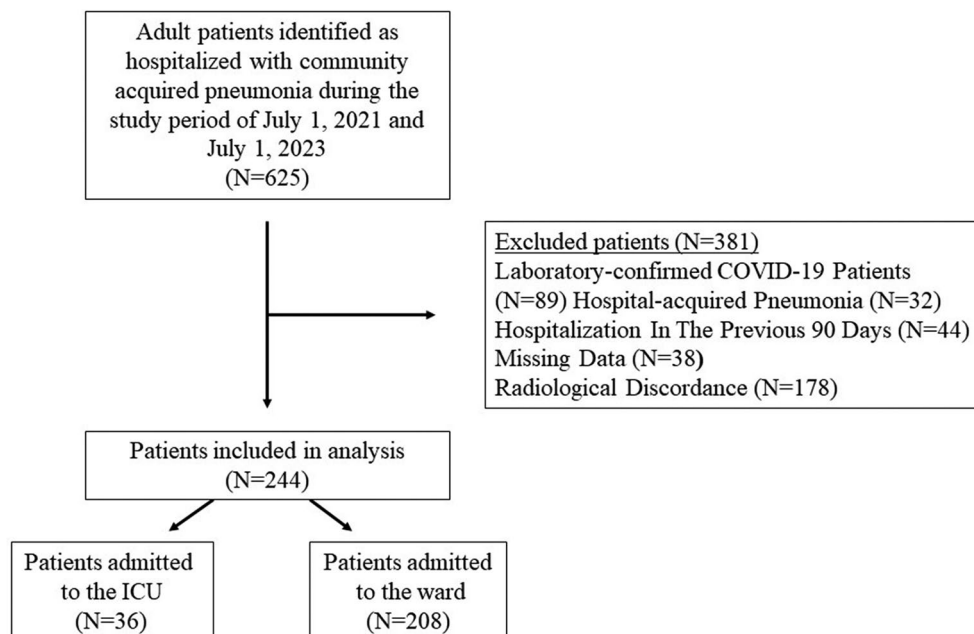 Adult patients identified as
hospitalized with community
acquired pneumonia during the
study period of July 1, 2021 and
July 1, 2023
(N=625)
Excluded patients (N=381)
Laboratory-confirmed COVID-19 Patients
(N=89) Hospital-acquired Pneumonia (N=32)
Hospitalization In The Previous 90 Days (N=44)
Missing Data (N=38)
Radiological Discordance (N=178)
Patients included in analysis
(N=244)
Patients admitted
to the ICU
(N=36)
Patients admitted
to the ward
(N=208)